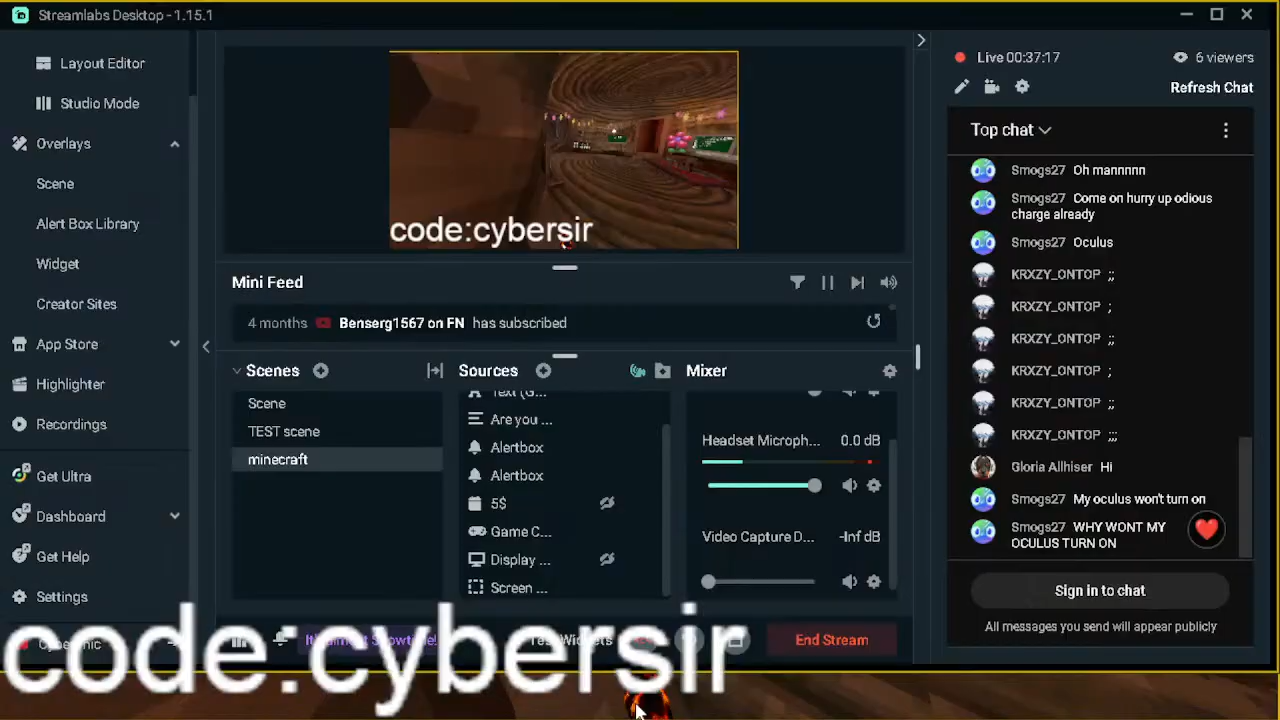 Streamlabs Desktop - 1.15.1
Layout Editor
Studio Mode
Overlays
Scene
Alert Box Library
Widget
Creator Sites
App Store
Highlighter
Recordings
Get Ultra
Dashboard
Get Help
Settings
code:cybersir
Mini Feed
4 months Benserg1567 on FN has subscribed
Scenes
Scene
TEST scene
minecraft
Sources
Text (G...
Are you ...
Alertbox
Alertbox
5$
Game C...
Display ...
Screen ...
Mixer
Headset Microph... 0.0 dB
Video Capture D... -Inf dB
End Stream
Live 00:37:17
6 viewers
Refresh Chat
Top chat
Smogs27 Oh mannnnn
Smogs27 Come on hurry up odious
charge already
Smogs27 Oculus
KRXZY_ONTOP ;;
KRXZY_ONTOP ;
KRXZY_ONTOP ;;
KRXZY_ONTOP ;
KRXZY_ONTOP ;;
KRXZY_ONTOP ;;;
Gloria Allhiser Hi
Smogs27 My oculus won't turn on
Smogs27 WHY WONT MY
OCULUS TURN ON
Sign in to chat
All messages you send will appear publicly
code:cybersir